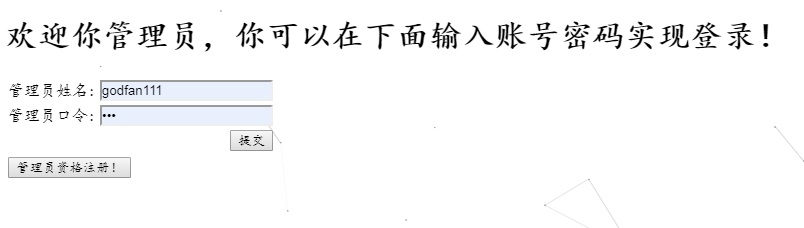 欢迎你管理员，你可以在下面输入账号密码实现登录！
管理员姓名: godfan111
管理员口令: •••
提交
管理员资格注册！